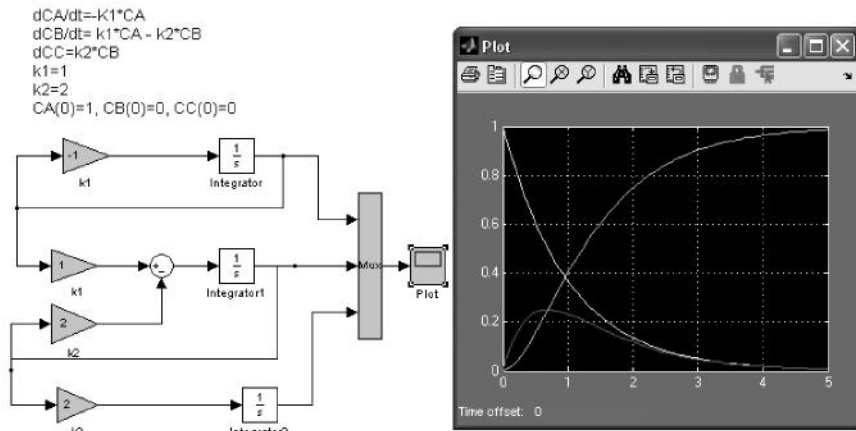 dCA/dt=-K1*CA
dCB/dt= k1*CA - k2*CB
dCC=k2*CB
k1=1
k2=2
CA(0)=1, CB(0)=0, CC(0)=0
-1
k1
1
s
Integrator
1
k1
1
s
Integrator1
2
k2
2
1
s
Mux
Plot
Plot
1
0.8
0.6
0.4
0.2
0
0
1
2
3
4
5
Time offset: 0